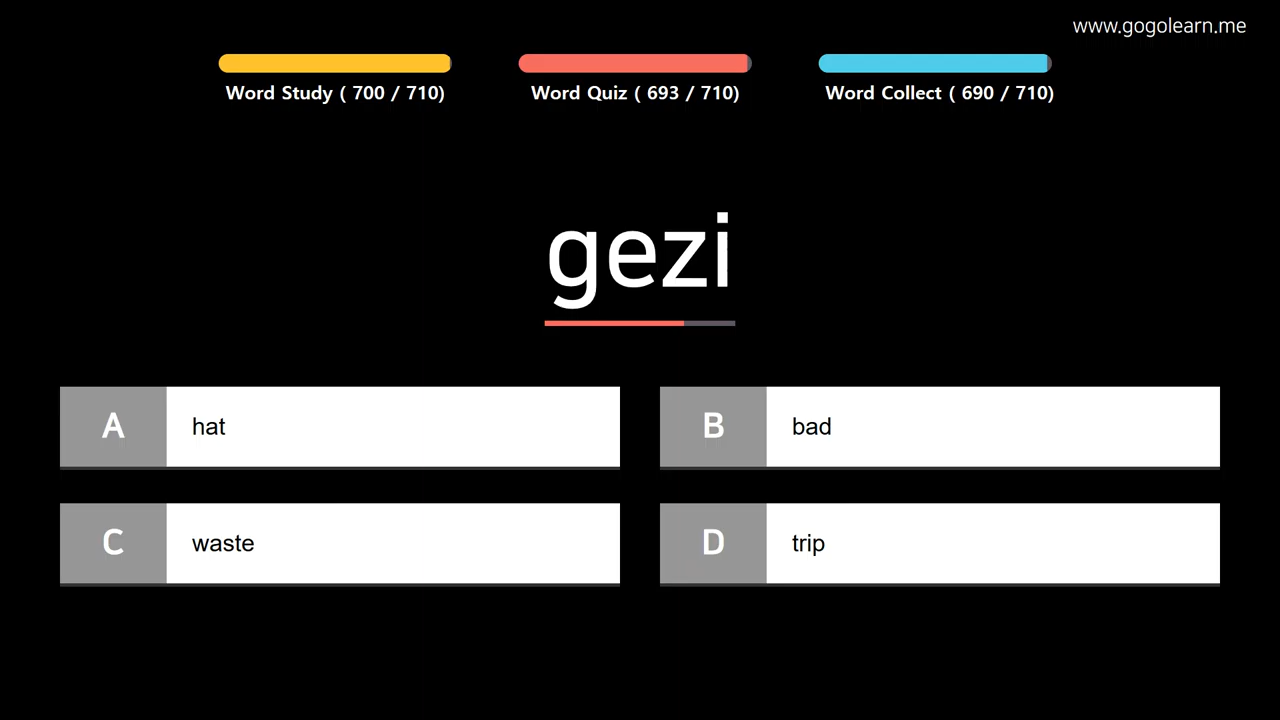 www.gogolearn.me
Word Study ( 700 / 710)
Word Quiz ( 693 / 710)
Word Collect ( 690 / 710)
gezi
A
hat
B
bad
C
waste
D
trip